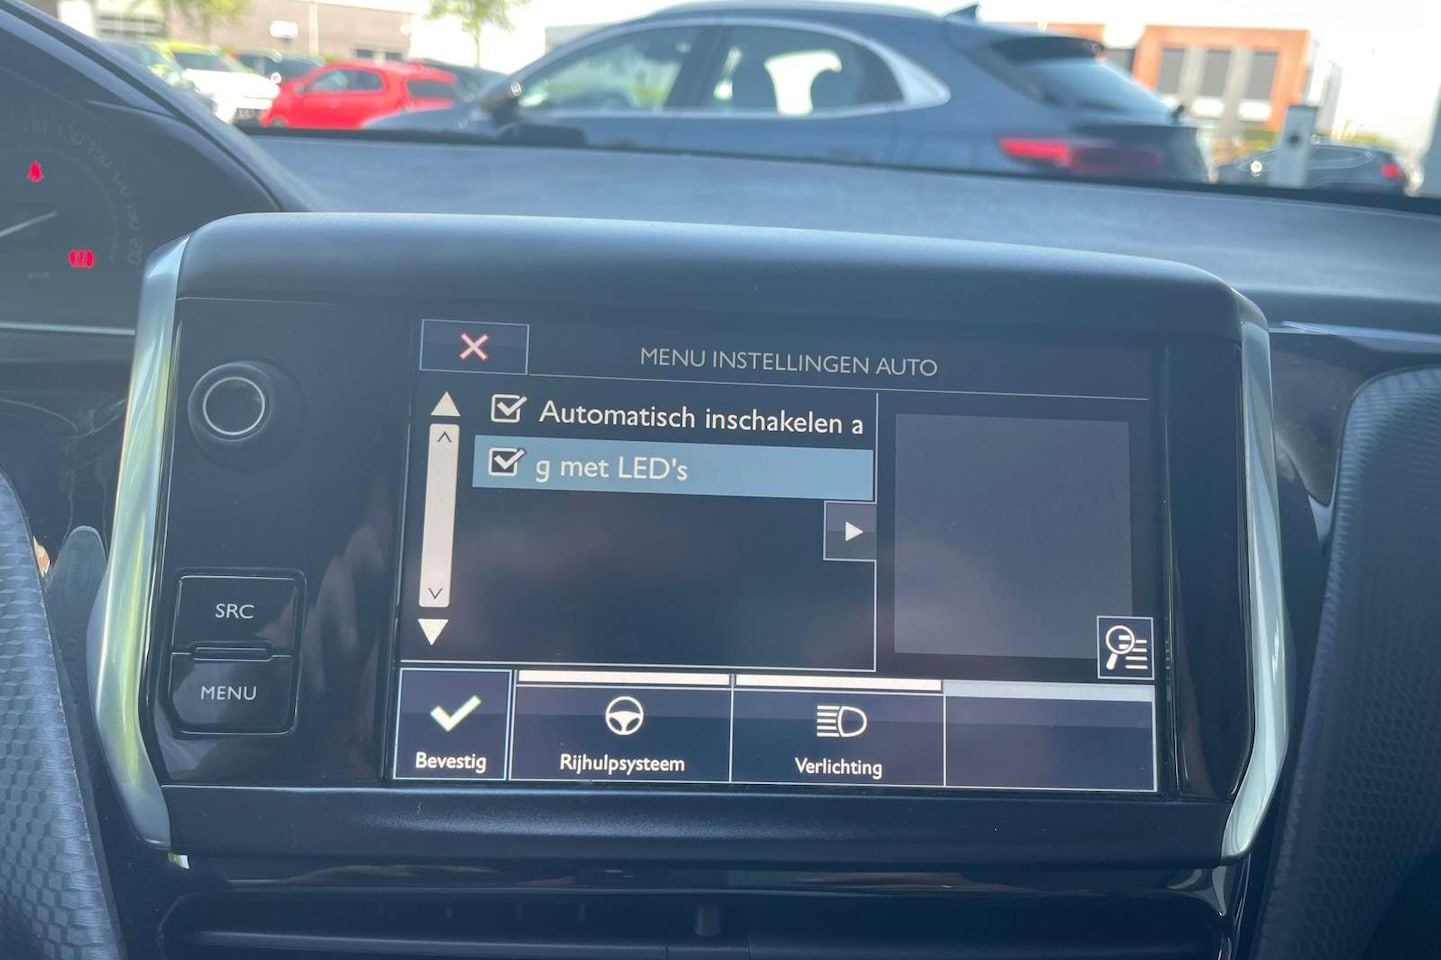 MENU INSTELLINGEN AUTO
Automatisch inschakelen a
g met LED's
SRC
MENU
Bevestig
Rijhulpsysteem
Verlichting